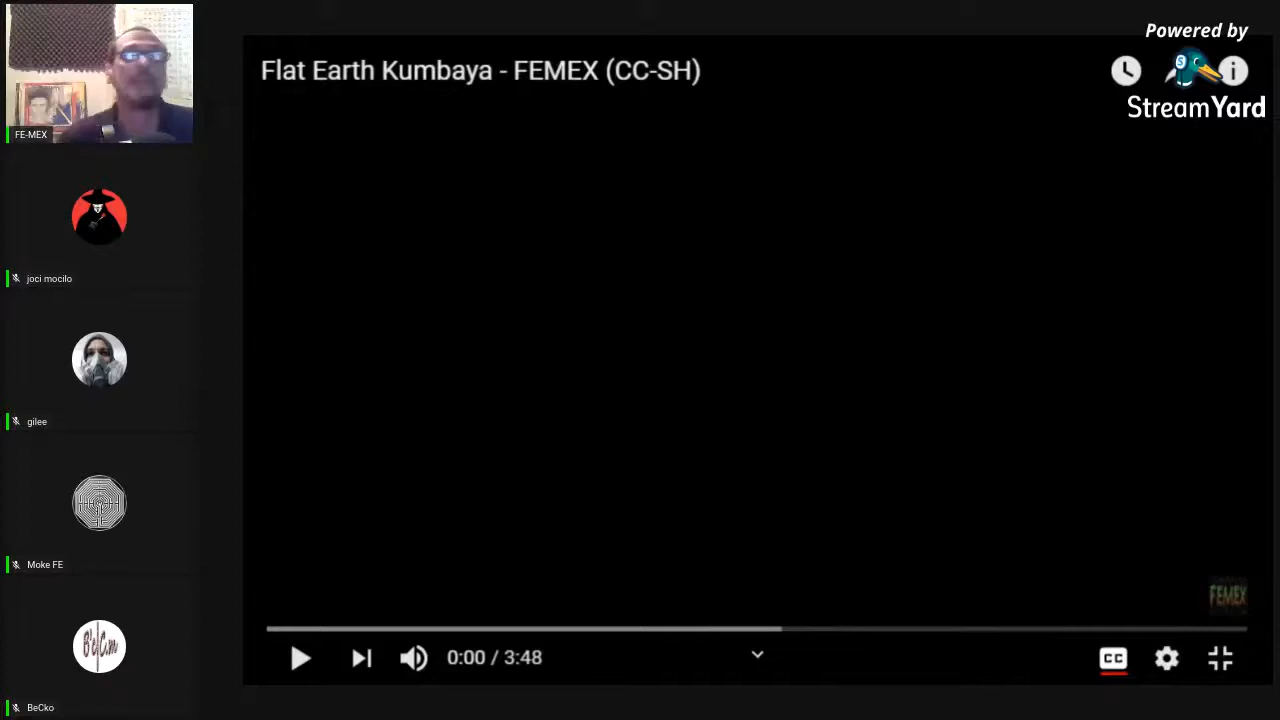 Powered by
StreamYard
Flat Earth Kumbaya - FEMEX (CC-SH)
FE-MEX
joci mocilo
gilee
Moke FE
B'e|C.m
BeCko
FEMEX
0:00 / 3:48
CC